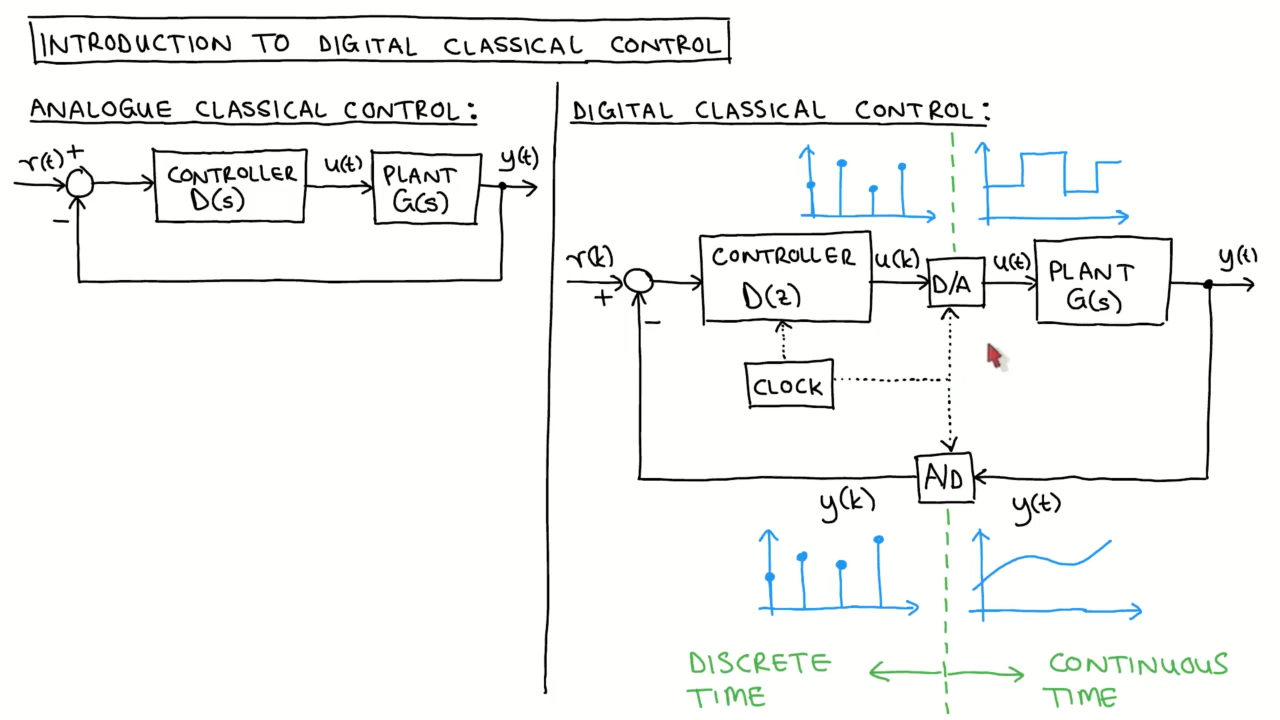 INTRODUCTION TO DIGITAL CLASSICAL CONTROL
ANALOGUE CLASSICAL CONTROL:
r(t) +
CONTROLLER
D(s)
u(t)
PLANT
G(s)
y(t)
−
DIGITAL CLASSICAL CONTROL:
r(k)
+
−
CONTROLLER
D(z)
u(k)
D/A
u(t)
PLANT
G(s)
y(t)
CLOCK
A/D
y(k)
y(t)
DISCRETE
TIME
CONTINUOUS
TIME